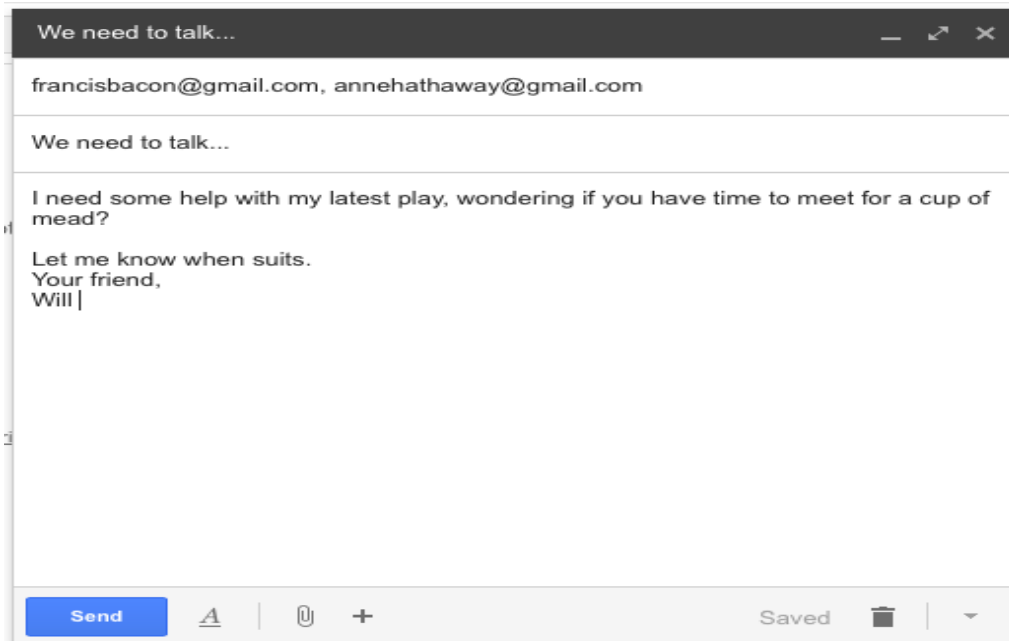 We need to talk...
francisbacon@gmail.com, annehathaway@gmail.com
We need to talk...
I need some help with my latest play, wondering if you have time to meet for a cup of
mead?
Let me know when suits.
Your friend,
Will
Send A Saved